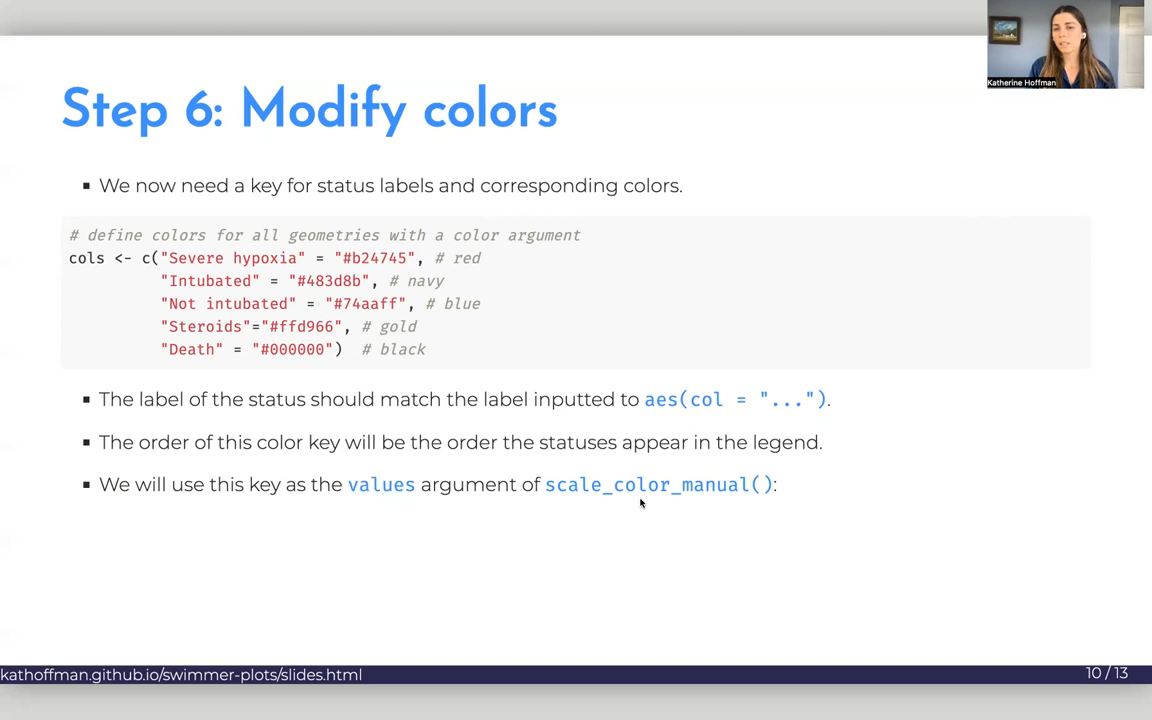 Katherine Hoffman
Step 6: Modify colors
▪ We now need a key for status labels and corresponding colors.
# define colors for all geometries with a color argument
cols <- c("Severe hypoxia" = "#b24745", # red
"Intubated" = "#483d8b", # navy
"Not intubated" = "#74aaff", # blue
"Steroids"="#ffd966", # gold
"Death" = "#000000")  # black
▪ The label of the status should match the label inputted to aes(col = "...").
▪ The order of this color key will be the order the statuses appear in the legend.
▪ We will use this key as the values argument of scale_color_manual():
kathoffman.github.io/swimmer-plots/slides.html
10 / 13